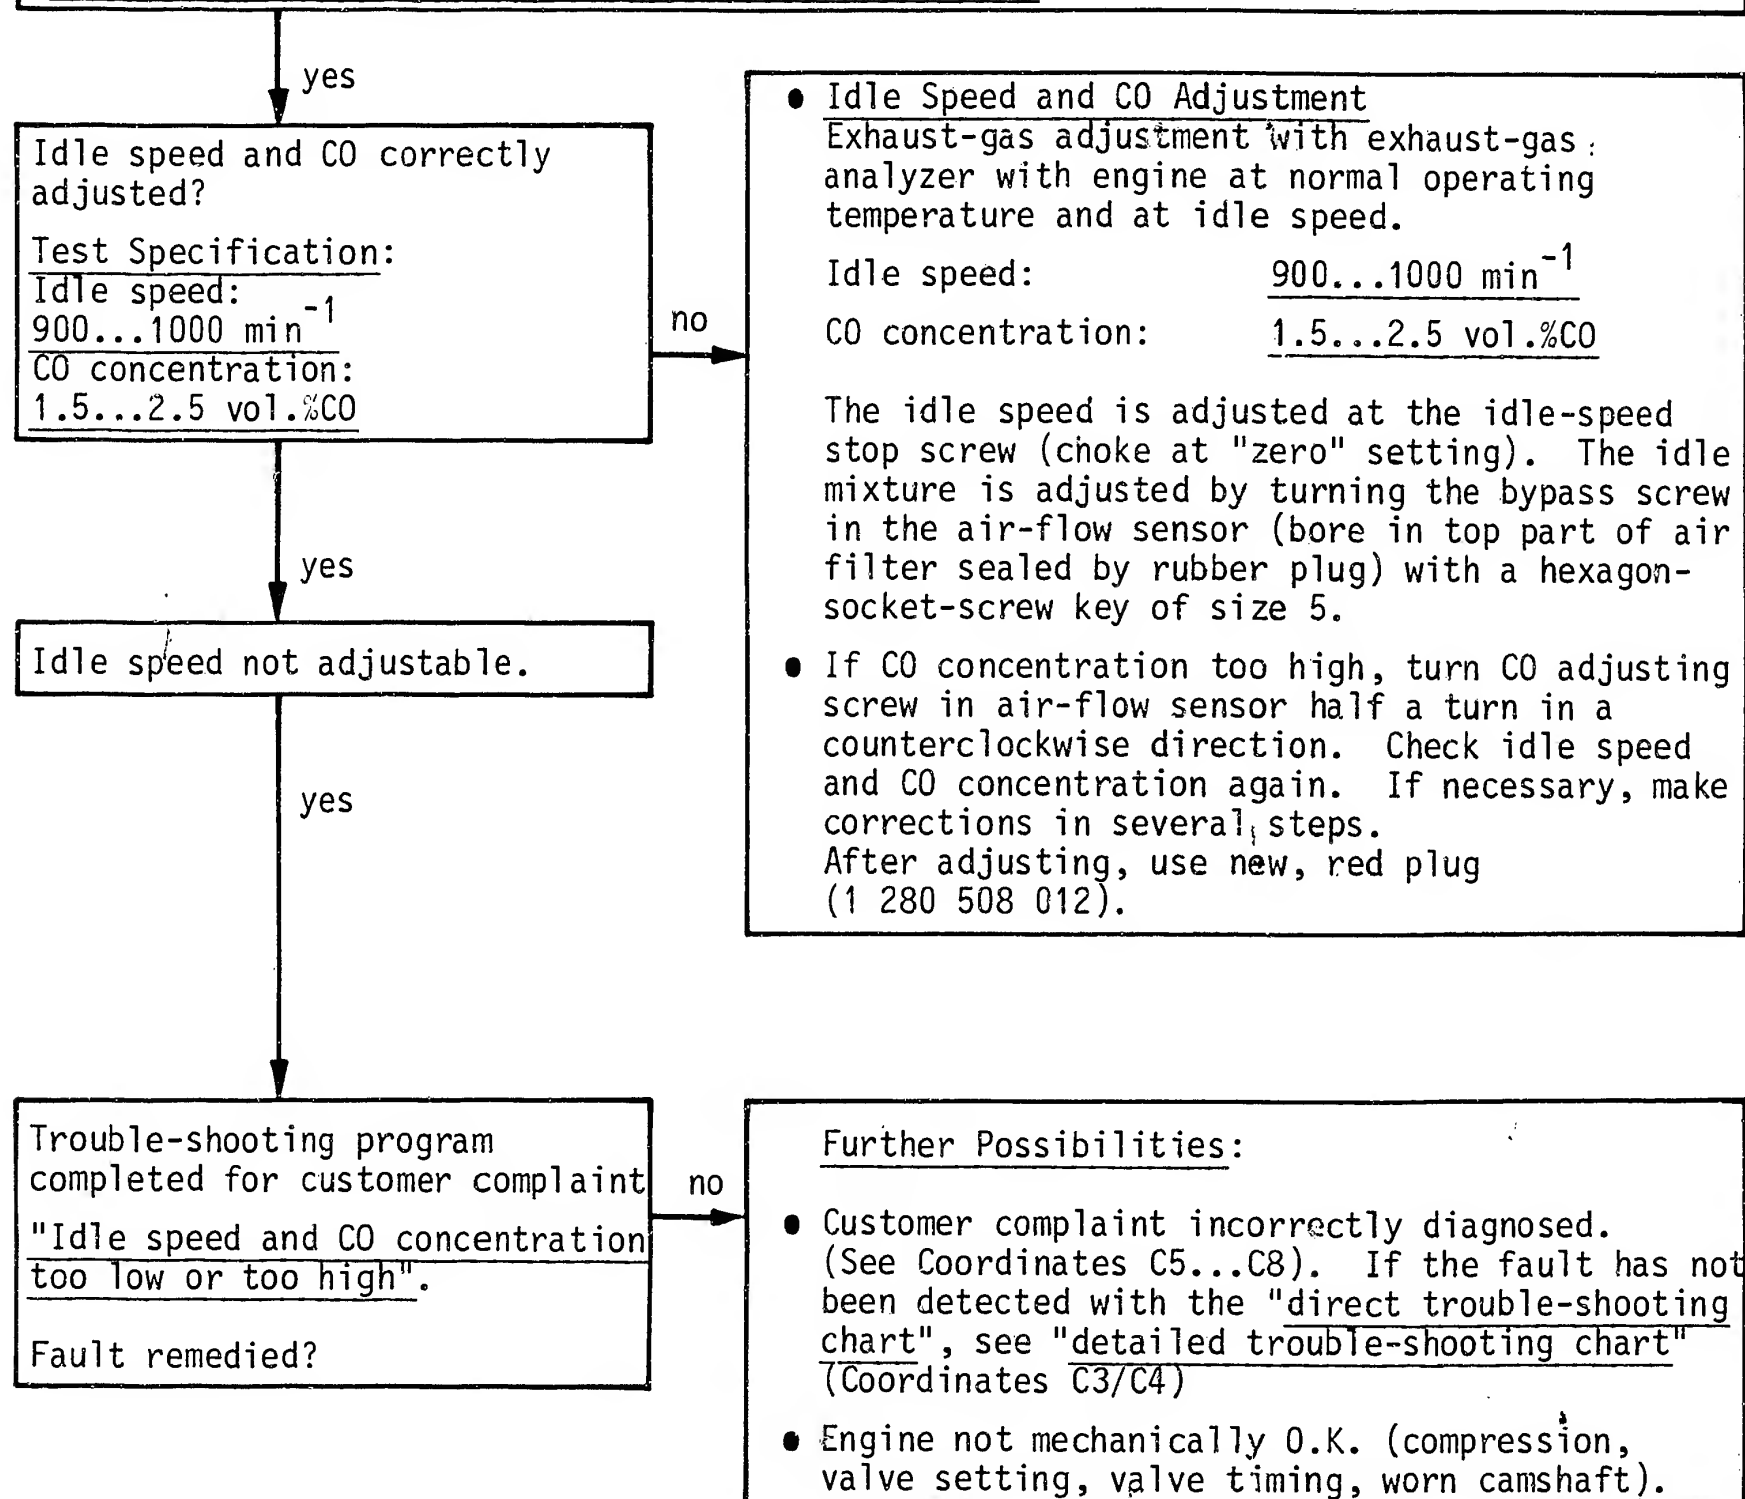 yes
Idle speed and CO correctly
adjusted?
Test Specification:
Idle speed:
900...1000 min⁻¹
CO concentration:
1.5...2.5 vol.%CO
no
● Idle Speed and CO Adjustment
Exhaust-gas adjustment with exhaust-gas
analyzer with engine at normal operating
temperature and at idle speed.
Idle speed: 900...1000 min⁻¹
CO concentration: 1.5...2.5 vol.%CO
The idle speed is adjusted at the idle-speed
stop screw (choke at "zero" setting). The idle
mixture is adjusted by turning the bypass screw
in the air-flow sensor (bore in top part of air
filter sealed by rubber plug) with a hexagon-
socket-screw key of size 5.
● If CO concentration too high, turn CO adjusting
screw in air-flow sensor half a turn in a
counterclockwise direction. Check idle speed
and CO concentration again. If necessary, make
corrections in several steps.
After adjusting, use new, red plug
(1 280 508 012).
yes
Idle speed not adjustable.
yes
Trouble-shooting program
completed for customer complaint
"Idle speed and CO concentration
too low or too high".
Fault remedied?
no
Further Possibilities:
● Customer complaint incorrectly diagnosed.
(See Coordinates C5...C8). If the fault has not
been detected with the "direct trouble-shooting
chart", see "detailed trouble-shooting chart"
(Coordinates C3/C4)
● Engine not mechanically O.K. (compression,
valve setting, valve timing, worn camshaft).